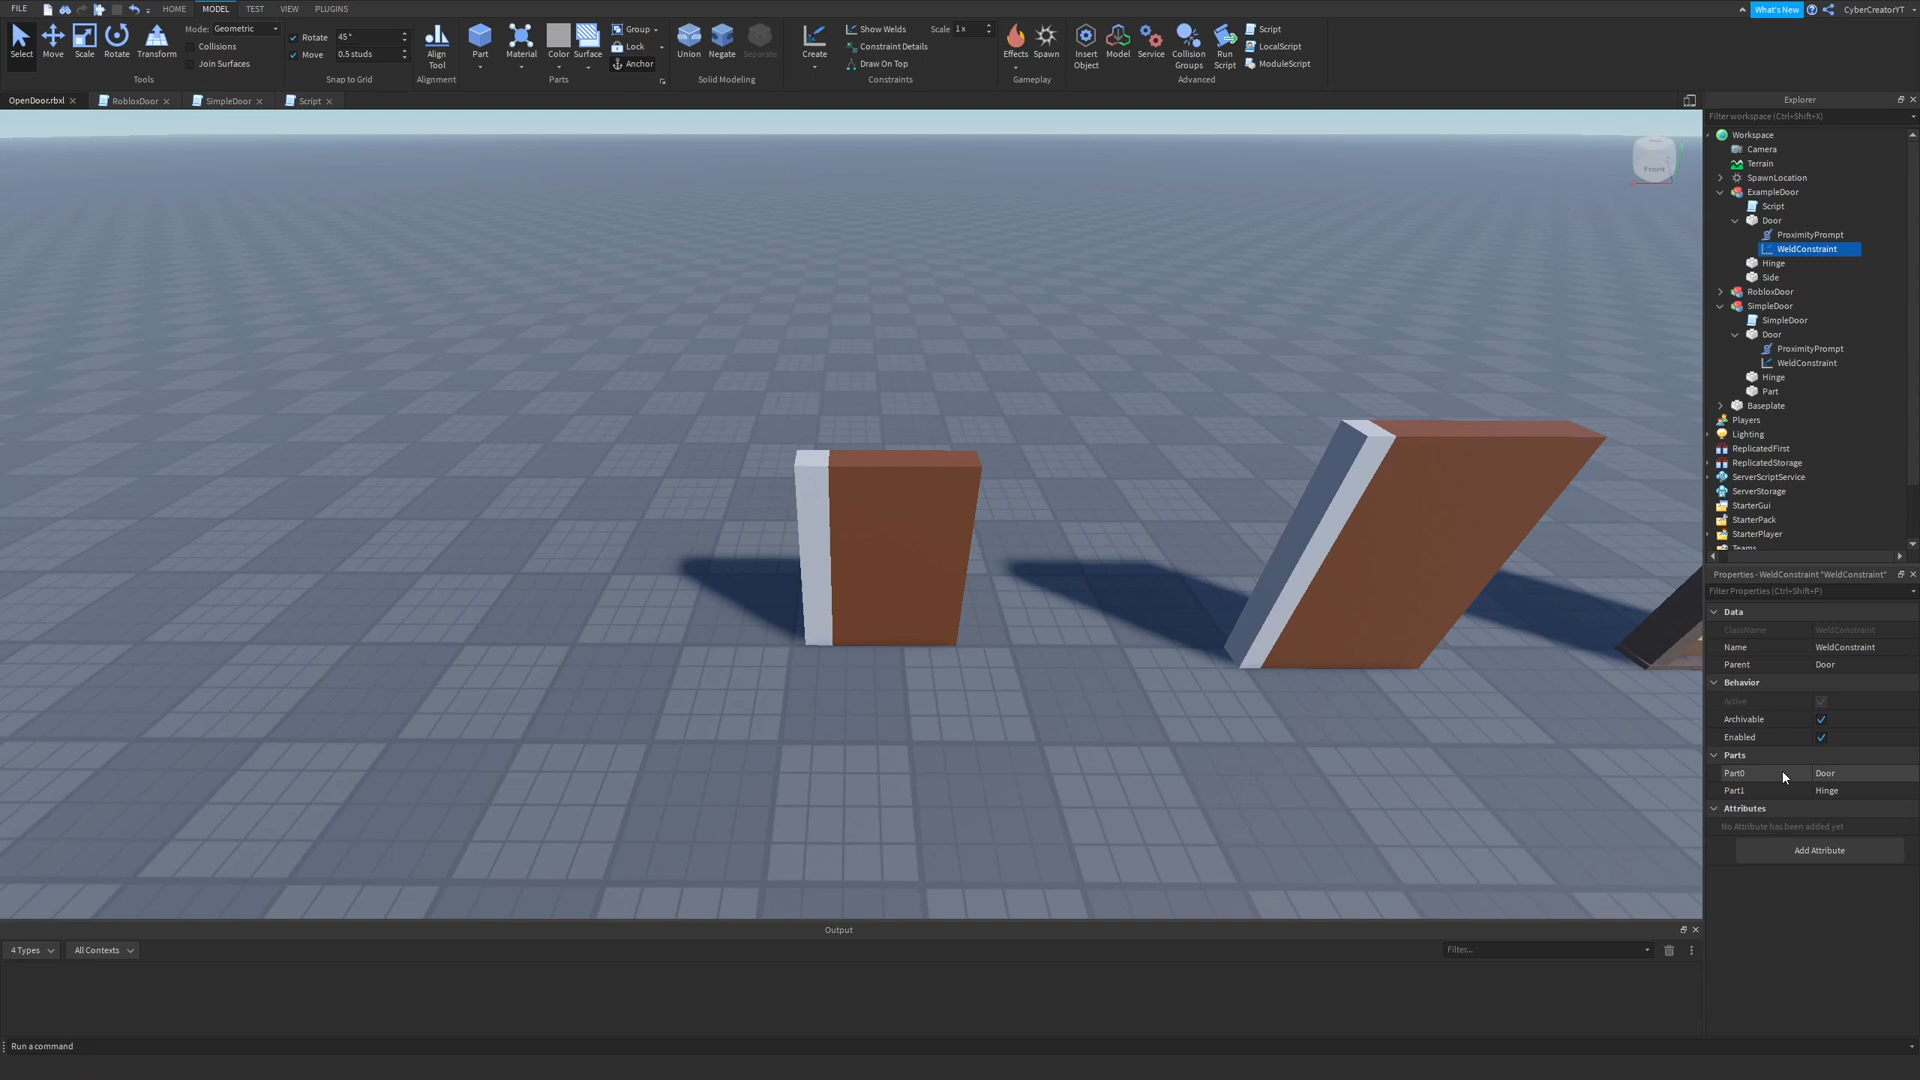 FILE HOME MODEL TEST VIEW PLUGINS What's New CyberCreatorYT
Select Move Scale Rotate Transform
Mode: Geometric
Collisions
Join Surfaces
Tools
Rotate 45°
Move 0.5 studs
Snap to Grid
Align Tool
Alignment
Part Material Color Surface
Group
Lock
Anchor
Parts
Union Negate Separate
Solid Modeling
Create
Show Welds Scale 1x
Constraint Details
Draw On Top
Constraints
Effects Spawn
Gameplay
Insert Object
Model
Service
Collision Groups
Run Script
Script
LocalScript
ModuleScript
Advanced
OpenDoor.rbxl RobloxDoor SimpleDoor Script
Front
Explorer
Filter workspace (Ctrl+Shift+X)
Workspace
Camera
Terrain
SpawnLocation
ExampleDoor
Script
Door
ProximityPrompt
WeldConstraint
Hinge
Side
RobloxDoor
SimpleDoor
SimpleDoor
Door
ProximityPrompt
WeldConstraint
Hinge
Part
Baseplate
Players
Lighting
ReplicatedFirst
ReplicatedStorage
ServerScriptService
ServerStorage
StarterGui
StarterPack
StarterPlayer
Teams
Properties - WeldConstraint "WeldConstraint"
Filter Properties (Ctrl+Shift+P)
Data
ClassName WeldConstraint
Name WeldConstraint
Parent Door
Behavior
Active
Archivable
Enabled
Parts
Part0 Door
Part1 Hinge
Attributes
No Attribute has been added yet
Add Attribute
Output
4 Types All Contexts Filter...
Run a command